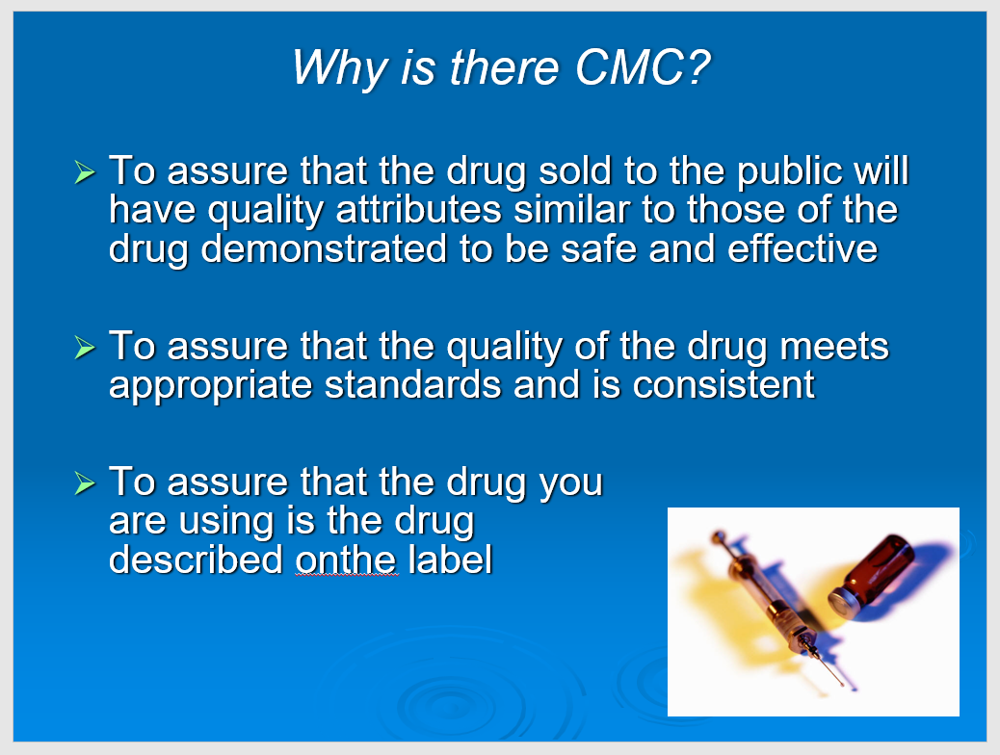 Why is there CMC?
To assure that the drug sold to the public will
have quality attributes similar to those of the
drug demonstrated to be safe and effective
To assure that the quality of the drug meets
appropriate standards and is consistent
To assure that the drug you
are using is the drug
described onthe label